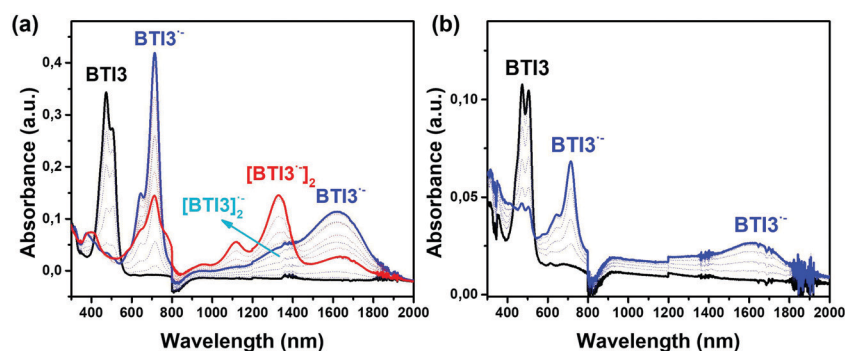 (a)
BTI3
BTI3·-
[BTI3]2·-
[BTI3·-]2
BTI3·-
Absorbance (a.u.)
0,4
0,3
0,2
0,1
0,0
400 600 800 1000 1200 1400 1600 1800 2000
Wavelength (nm)
(b)
BTI3
BTI3·-
BTI3·-
Absorbance (a.u.)
0,10
0,05
0,00
400 600 800 1000 1200 1400 1600 1800 2000
Wavelength (nm)